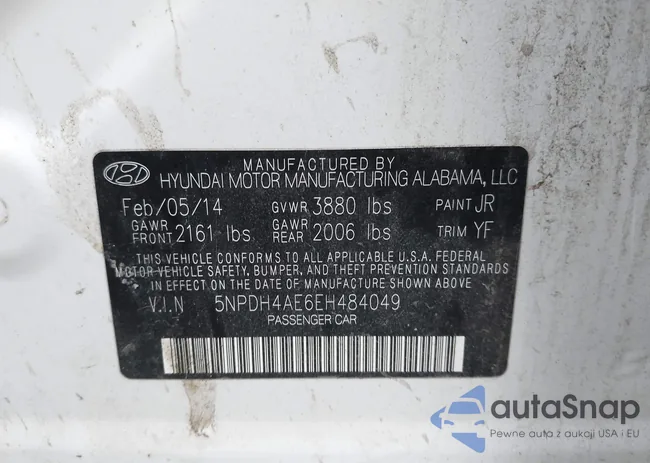 MANUFACTURED BY
HYUNDAI MOTOR MANUFACTURING ALABAMA, LLC
Feb/05/14 GVWR 3880 lbs PAINT JR
GAWR FRONT 2161 lbs GAWR REAR 2006 lbs TRIM YF
THIS VEHICLE CONFORMS TO ALL APPLICABLE U.S.A. FEDERAL
MOTOR VEHICLE SAFETY, BUMPER, AND THEFT PREVENTION
STANDARDS IN EFFECT ON THE DATE OF MANUFACTURE SHOWN ABOVE
V.I.N 5NPDH4AE6EH484049
PASSENGER CAR
autaSnap
Pewne auto z aukcji USA i EU